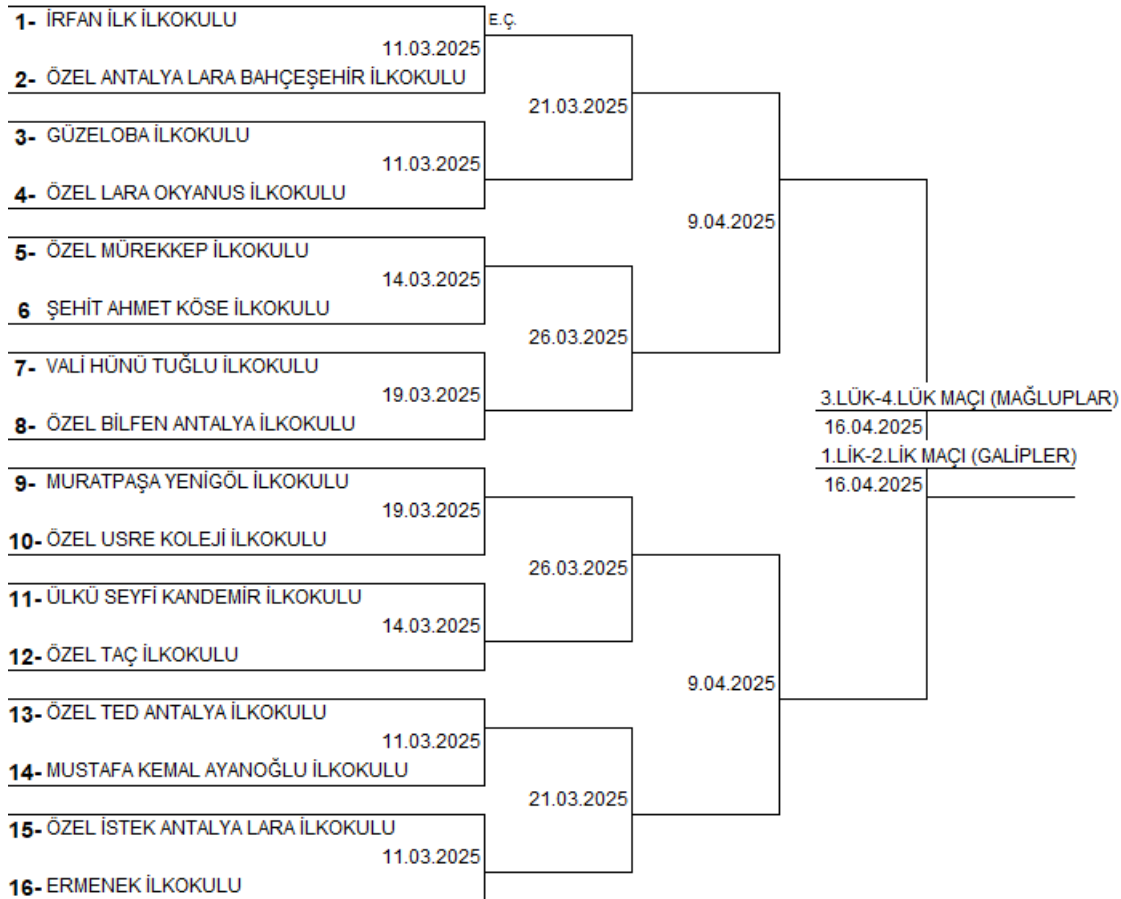 1- İRFAN İLK İLKOKULU
E.Ç.
11.03.2025
2- ÖZEL ANTALYA LARA BAHÇEŞEHİR İLKOKULU
21.03.2025
3- GÜZELOBA İLKOKULU
11.03.2025
4- ÖZEL LARA OKYANUS İLKOKULU
9.04.2025
5- ÖZEL MÜREKKEP İLKOKULU
14.03.2025
6 ŞEHİT AHMET KÖSE İLKOKULU
26.03.2025
7- VALİ HÜNÜ TUĞLU İLKOKULU
19.03.2025
8- ÖZEL BİLFEN ANTALYA İLKOKULU
3.LÜK-4.LÜK MAÇI (MAĞLUPLAR)
16.04.2025
1.LİK-2.LİK MAÇI (GALİPLER)
16.04.2025
9- MURATPAŞA YENİGÖL İLKOKULU
19.03.2025
10- ÖZEL USRE KOLEJİ İLKOKULU
26.03.2025
11- ÜLKÜ SEYFİ KANDEMİR İLKOKULU
14.03.2025
12- ÖZEL TAÇ İLKOKULU
9.04.2025
13- ÖZEL TED ANTALYA İLKOKULU
11.03.2025
14- MUSTAFA KEMAL AYANOĞLU İLKOKULU
21.03.2025
15- ÖZEL İSTEK ANTALYA LARA İLKOKULU
11.03.2025
16- ERMENEK İLKOKULU